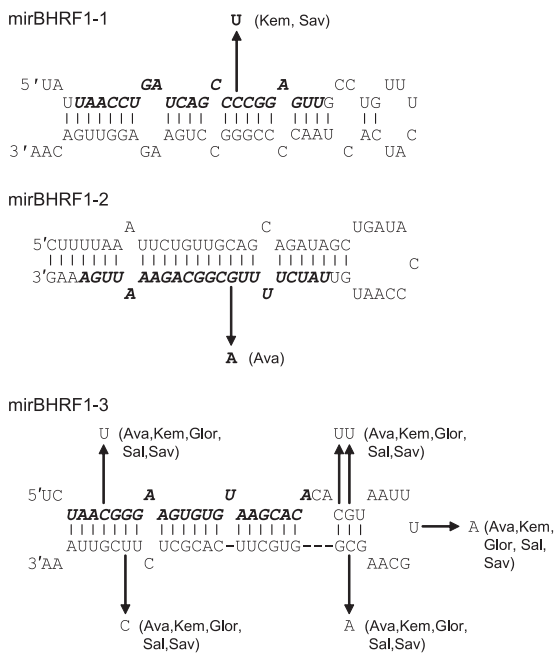 mirBHRF1-1
U (Kem, Sav)
5'UA GA C A CC UU
UUAACCU UCAG CCCGG GUUG UG U
AGUUGGA AGUC GGGCC CAAU AC C
3'AAC GA C C C UA
mirBHRF1-2
A C UGAUA
5'CUUUUAA UUCUGUUGCAG AGAUAGC C
3'GAAAGUU AAGACGGCGUUU UCUAUUG
A U CCAAU
A (Ava)
mirBHRF1-3
U (Ava,Kem,Glor, UU (Ava,Kem,Glor,
Sal,Sav) Sal,Sav)
5'UC A U ACA AAUU
UAACGGG AGUGUG AAGCAC CGU U A (Ava,Kem,
AUUGCUU UCGCAC–UUCGUG–––GCG Glor, Sal,
3'AA C AACG Sav)
C (Ava,Kem,Glor, A (Ava,Kem,Glor,
Sal,Sav) Sal,Sav)